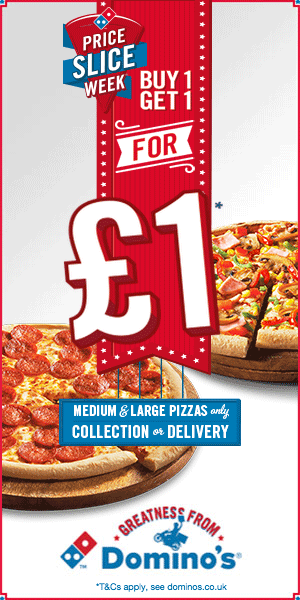 PRICE
SLICE
WEEK*
BUY 1
GET 1
FOR
£1*
MEDIUM & LARGE PIZZAS only
COLLECTION or DELIVERY
GREATNESS FROM
Domino's®
TM
*T&Cs apply, see dominos.co.uk